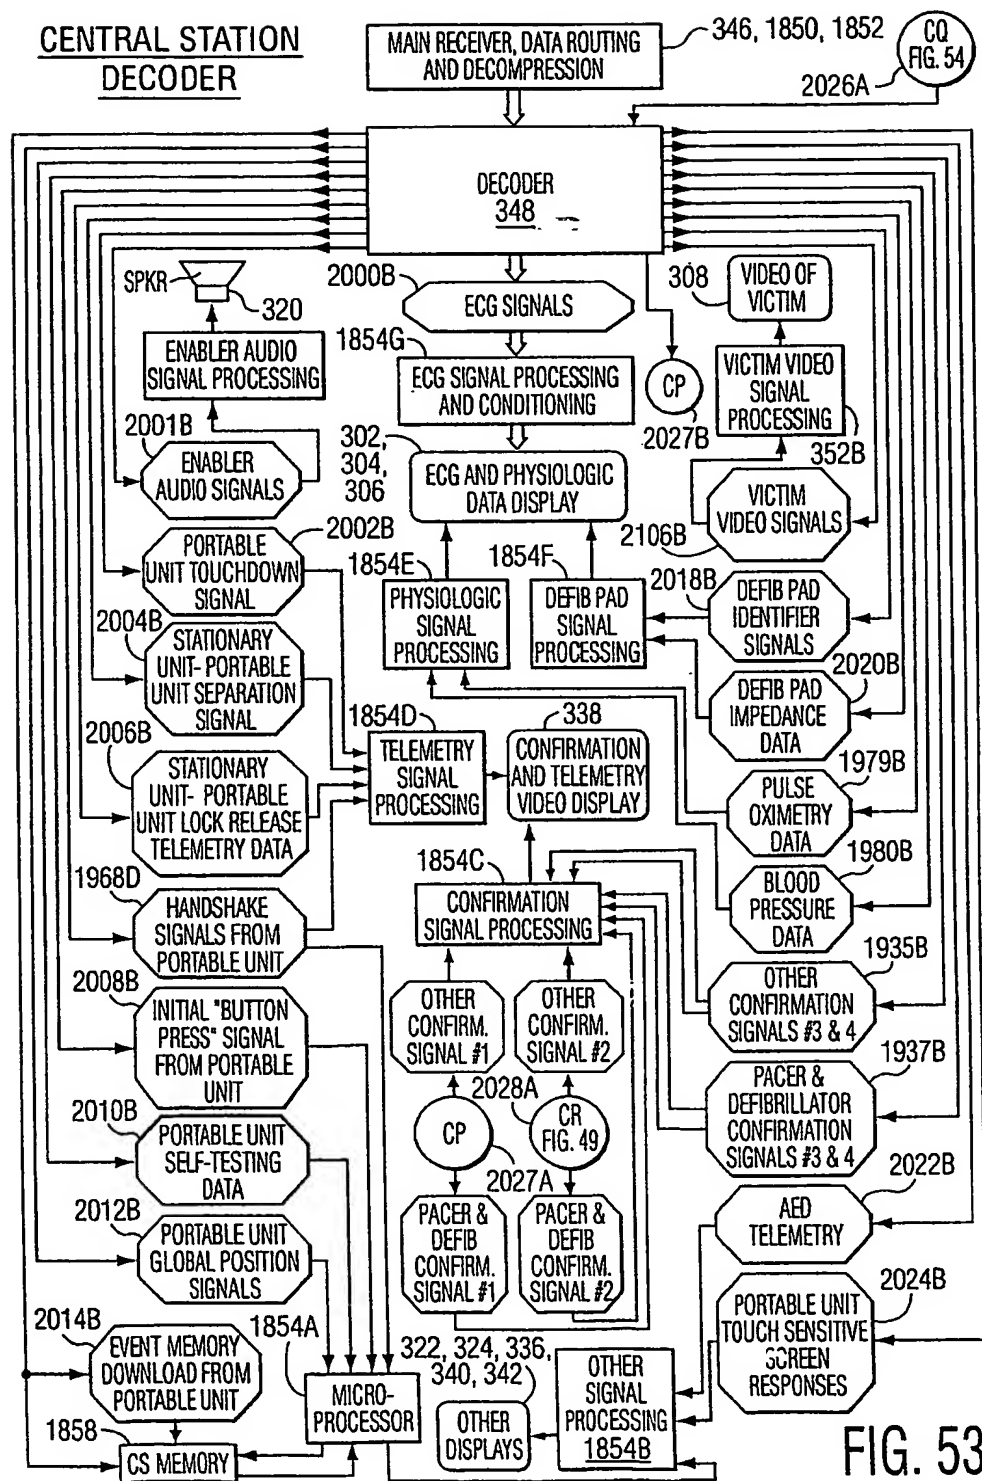 CENTRAL STATION
DECODER
MAIN RECEIVER, DATA ROUTING
AND DECOMPRESSION
346, 1850, 1852
CQ
FIG. 54
2026A
DECODER
348
SPKR
320
ENABLER AUDIO
SIGNAL PROCESSING
2001B
ENABLER
AUDIO SIGNALS
2000B
ECG SIGNALS
1854G
ECG SIGNAL PROCESSING
AND CONDITIONING
302,
304,
306
ECG AND PHYSIOLOGIC
DATA DISPLAY
CP
2027B
308
VIDEO OF
VICTIM
VICTIM VIDEO
SIGNAL
PROCESSING
352B
VICTIM
VIDEO SIGNALS
2106B
2002B
PORTABLE
UNIT TOUCHDOWN
SIGNAL
1854E
PHYSIOLOGIC
SIGNAL
PROCESSING
1854F
DEFIB PAD
SIGNAL
PROCESSING
2018B
DEFIB PAD
IDENTIFIER
SIGNALS
2004B
STATIONARY
UNIT- PORTABLE
UNIT SEPARATION
SIGNAL
2020B
DEFIB PAD
IMPEDANCE
DATA
2006B
STATIONARY
UNIT- PORTABLE
UNIT LOCK RELEASE
TELEMETRY DATA
1854D
TELEMETRY
SIGNAL
PROCESSING
338
CONFIRMATION
AND TELEMETRY
VIDEO DISPLAY
1979B
PULSE
OXIMETRY
DATA
1980B
BLOOD
PRESSURE
DATA
1968D
HANDSHAKE
SIGNALS FROM
PORTABLE UNIT
1854C
CONFIRMATION
SIGNAL PROCESSING
1935B
OTHER
CONFIRMATION
SIGNALS #3 & 4
2008B
INITIAL "BUTTON
PRESS" SIGNAL
FROM PORTABLE
UNIT
OTHER
CONFIRM.
SIGNAL #1
OTHER
CONFIRM.
SIGNAL #2
1937B
PACER &
DEFIBRILLATOR
CONFIRMATION
SIGNALS #3 & 4
2010B
PORTABLE UNIT
SELF-TESTING
DATA
CP
2028A
CR
FIG. 49
2027A
2022B
AED
TELEMETRY
2012B
PORTABLE UNIT
GLOBAL POSITION
SIGNALS
PACER &
DEFIB
CONFIRM.
SIGNAL #1
PACER &
DEFIB
CONFIRM.
SIGNAL #2
2024B
PORTABLE UNIT
TOUCH SENSITIVE
SCREEN
RESPONSES
2014B
EVENT MEMORY
DOWNLOAD FROM
PORTABLE UNIT
1854A
MICRO-
PROCESSOR
322, 324, 336,
340, 342
OTHER
DISPLAYS
OTHER
SIGNAL
PROCESSING
1854B
1858
CS MEMORY
FIG. 53